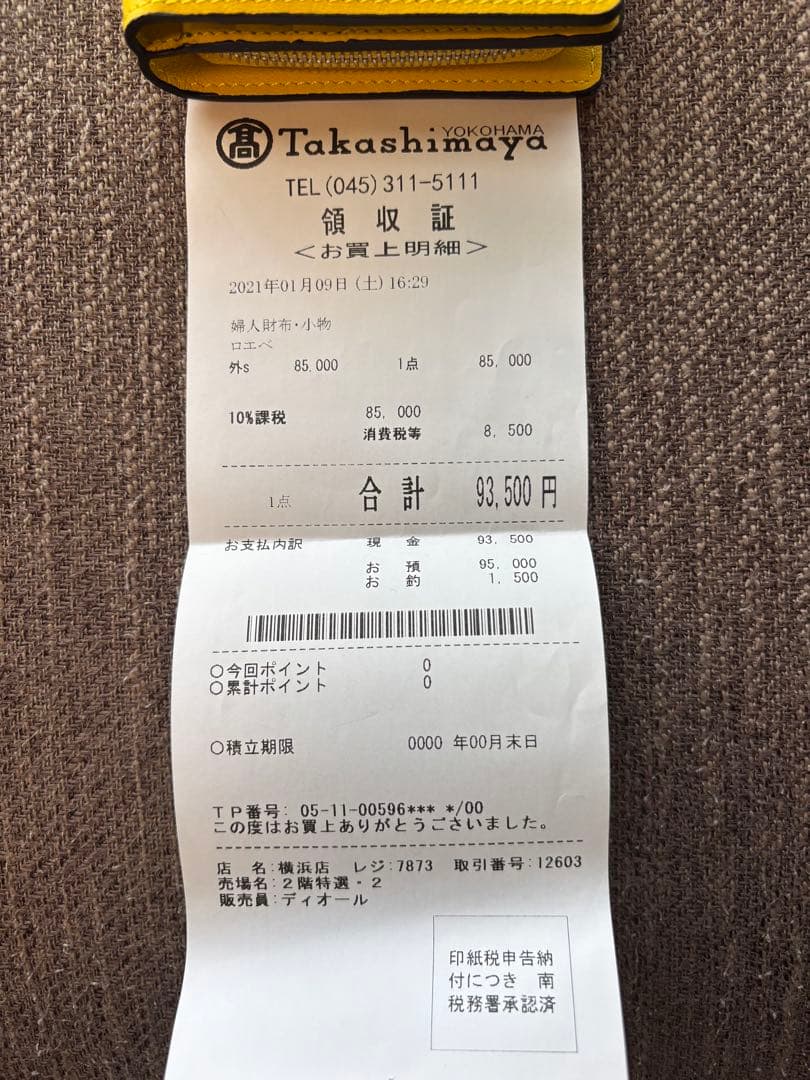 髙 Takashimaya YOKOHAMA
TEL(045)311-5111
領 収 証
<お買上明細>
2021年01月09日(土)16:29
婦人財布・小物
ロエベ
外s 85,000 1点 85,000
10%課税 85,000
消費税等 8,500
1点 合計 93,500円
お支払内訳 現 金 93,500
お 預 95,000
お 釣 1,500
○今回ポイント 0
○累計ポイント 0
○積立期限 0000 年00月末日
TP番号: 05-11-00596*** */00
この度はお買上ありがとうございました。
店 名:横浜店 レジ:7873 取引番号:12603
売場名:2階特選・2
販売員:ディオール
印紙税申告納
付につき 南
税務署承認済